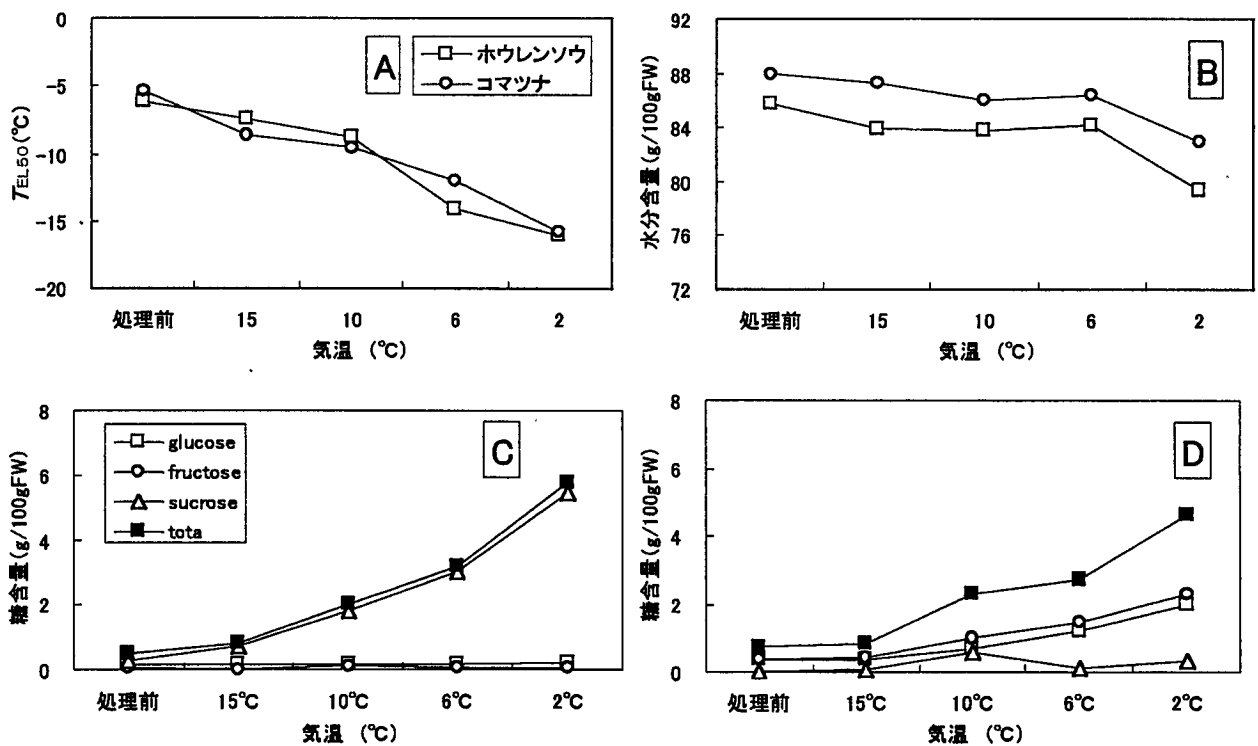 A
ホウレンソウ
コマツナ
TEL50(℃)
0
-5
-10
-15
-20
処理前 15 10 6 2
気温 (℃)
B
水分含量(g/100gFW)
92
88
84
80
76
72
処理前 15 10 6 2
気温 (℃)
C
glucose
fructose
sucrose
tota
糖含量(g/100gFW)
8
6
4
2
0
処理前 15℃ 10℃ 6℃ 2℃
気温 (℃)
D
糖含量(g/100gFW)
8
6
4
2
0
処理前 15℃ 10℃ 6℃ 2℃
気温 (℃)